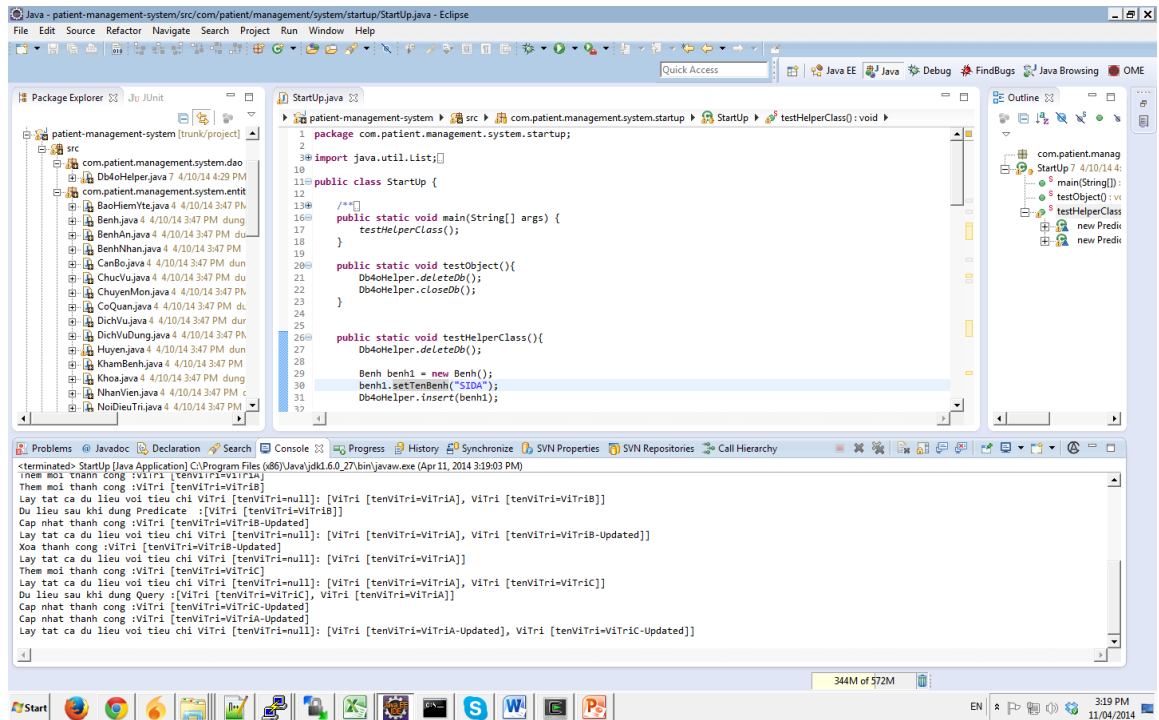 Java - patient-management-system/src/com/patient/management/system/startup/StartUp.java - Eclipse
File Edit Source Refactor Navigate Search Project Run Window Help
Quick Access
Java EE Java Debug FindBugs Java Browsing OME
Package Explorer JUnit
patient-management-system [trunk/project]
src
com.patient.management.system.dao
Db4oHelper.java 7 4/10/14 4:29 PM
com.patient.management.system.entit
BaoHiemYte.java 4 4/10/14 3:47 PM
Benh.java 4 4/10/14 3:47 PM dung
BenhAn.java 4 4/10/14 3:47 PM du
BenhNhan.java 4 4/10/14 3:47 PM
CanBo.java 4 4/10/14 3:47 PM dun
ChucVu.java 4 4/10/14 3:47 PM du
ChuyenMon.java 4 4/10/14 3:47 PM
CoQuan.java 4 4/10/14 3:47 PM du
DichVu.java 4 4/10/14 3:47 PM dur
DichVuDung.java 4 4/10/14 3:47 PM
Huyen.java 4 4/10/14 3:47 PM dun
KhamBenh.java 4 4/10/14 3:47 PM
Khoa.java 4 4/10/14 3:47 PM dung
NhanVien.java 4 4/10/14 3:47 PM
NoiDieuTri.java 4 4/10/14 3:47 PM
StartUp.java
patient-management-system src com.patient.management.system.startup StartUp testHelperClass() : void
1 package com.patient.management.system.startup;
2
3 import java.util.List;
10
11 public class StartUp {
12
13 /**
16 public static void main(String[] args) {
17 testHelperClass();
18 }
19
20 public static void testObject(){
21 Db4oHelper.deleteDb();
22 Db4oHelper.closeDb();
23 }
24
25
26 public static void testHelperClass(){
27 Db4oHelper.deleteDb();
28
29 Benh benh1 = new Benh();
30 benh1.setTenBenh("SIDA");
31 Db4oHelper.insert(benh1);
32
Outline
com.patient.manag
StartUp 7 4/10/14 4:
main(String[]) :
testObject() : vo
testHelperClass
new Predic
new Predic
Problems @ Javadoc Declaration Search Console Progress History Synchronize SVN Properties SVN Repositories Call Hierarchy
<terminated> StartUp [Java Application] C:\Program Files (x86)\Java\jdk1.6.0_27\bin\javaw.exe (Apr 11, 2014 3:19:03 PM)
Them moi thanh cong :ViTri [tenViTri=ViTriA]
Them moi thanh cong :ViTri [tenViTri=ViTriB]
Lay tat ca du lieu voi tieu chi ViTri [tenViTri=null]: [ViTri [tenViTri=ViTriA], ViTri [tenViTri=ViTriB]]
Du lieu sau khi dung Predicate :[ViTri [tenViTri=ViTriB]]
Cap nhat thanh cong :ViTri [tenViTri=ViTriB-Updated]
Lay tat ca du lieu voi tieu chi ViTri [tenViTri=null]: [ViTri [tenViTri=ViTriA], ViTri [tenViTri=ViTriB-Updated]]
Xoa thanh cong :ViTri [tenViTri=ViTriB-Updated]
Lay tat ca du lieu voi tieu chi ViTri [tenViTri=null]: [ViTri [tenViTri=ViTriA]]
Them moi thanh cong :ViTri [tenViTri=ViTriC]
Lay tat ca du lieu voi tieu chi ViTri [tenViTri=null]: [ViTri [tenViTri=ViTriA], ViTri [tenViTri=ViTriC]]
Du lieu sau khi dung Query :[ViTri [tenViTri=ViTriC], ViTri [tenViTri=ViTriA]]
Cap nhat thanh cong :ViTri [tenViTri=ViTriC-Updated]
Cap nhat thanh cong :ViTri [tenViTri=ViTriA-Updated]
Lay tat ca du lieu voi tieu chi ViTri [tenViTri=null]: [ViTri [tenViTri=ViTriA-Updated], ViTri [tenViTri=ViTriC-Updated]]
344M of 572M
Start
EN
3:19 PM
11/04/2014